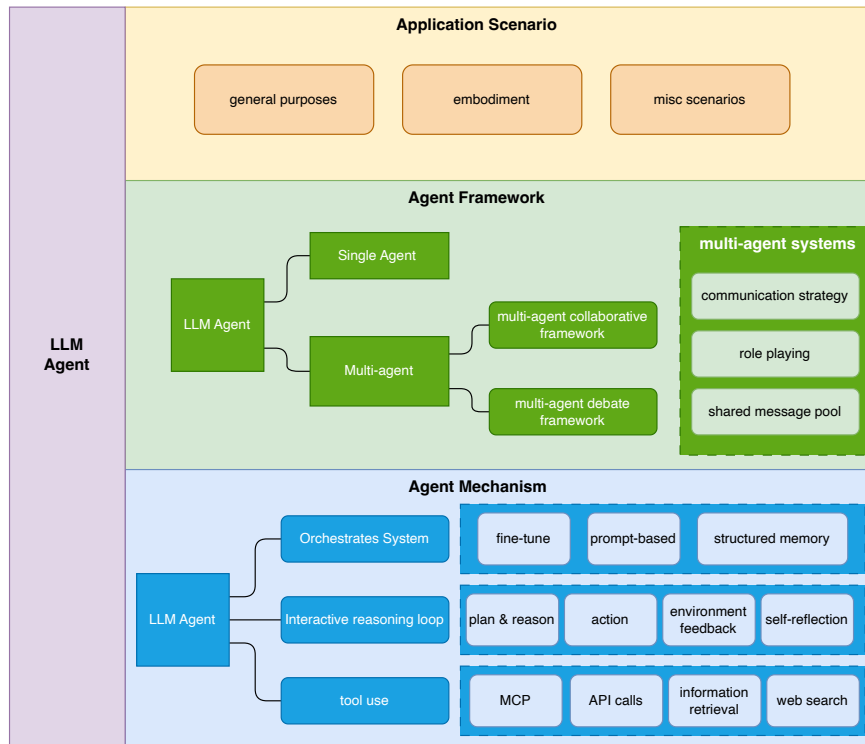 Application Scenario
general purposes
embodiment
misc scenarios
LLM
Agent
Agent Framework
LLM Agent
Single Agent
Multi-agent
multi-agent collaborative
framework
multi-agent debate
framework
multi-agent systems
communication strategy
role playing
shared message pool
Agent Mechanism
LLM Agent
Orchestrates System
fine-tune
prompt-based
structured memory
Interactive reasoning loop
plan & reason
action
environment
feedback
self-reflection
tool use
MCP
API calls
information
retrieval
web search